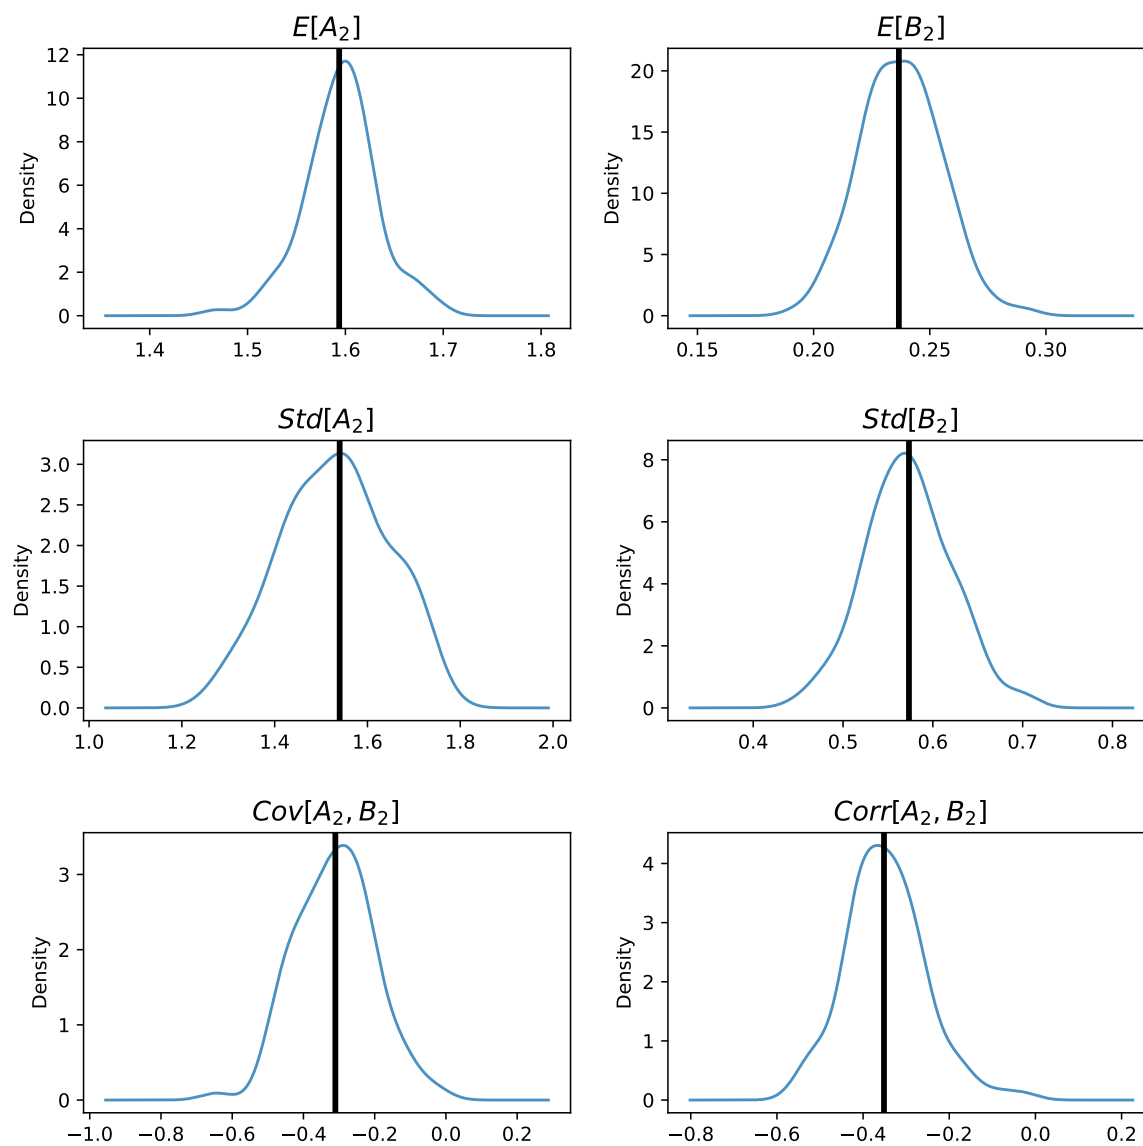 E[A₂]
12
10
8
6
4
2
0
Density
1.4 1.5 1.6 1.7 1.8
E[B₂]
20
15
10
5
0
Density
0.15 0.20 0.25 0.30
Std[A₂]
3.0
2.5
2.0
1.5
1.0
0.5
0.0
Density
1.0 1.2 1.4 1.6 1.8 2.0
Std[B₂]
8
6
4
2
0
Density
0.4 0.5 0.6 0.7 0.8
Cov[A₂, B₂]
3
2
1
0
Density
−1.0 −0.8 −0.6 −0.4 −0.2 0.0 0.2
Corr[A₂, B₂]
4
3
2
1
0
Density
−0.8 −0.6 −0.4 −0.2 0.0 0.2